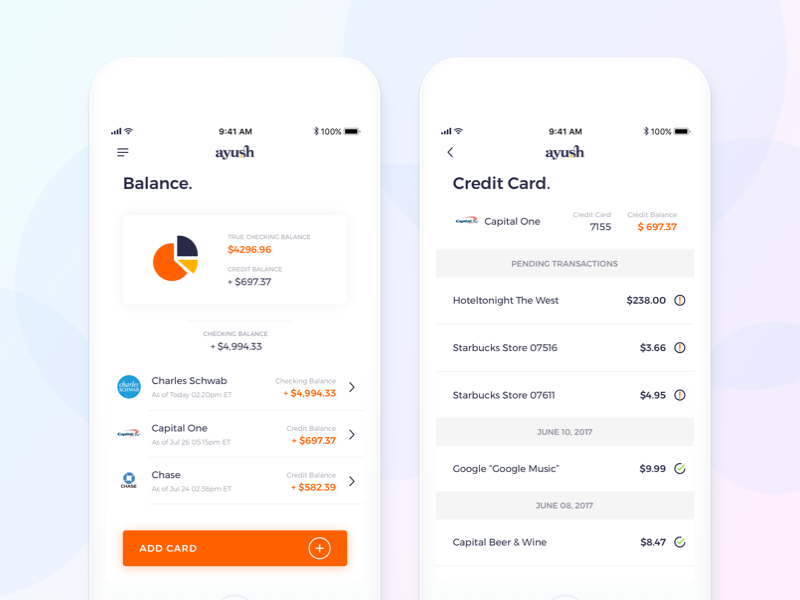 9:41 AM
100%
ayush
Balance.
TRUE CHECKING BALANCE
$4296.96
CREDIT BALANCE
+ $697.37
CHECKING BALANCE
+ $4,994.33
charles
SCHWAB
Charles Schwab
As of Today 02:20pm ET
Checking Balance
+ $4,994.33
Capital One
Capital One
As of Jul 26 05:15pm ET
Credit Balance
+ $697.37
CHASE
Chase
As of Jul 24 02:36pm ET
Credit Balance
+ $582.39
ADD CARD
9:41 AM
100%
ayush
Credit Card.
Capital One
Capital One
Credit Card
7155
Credit Balance
$ 697.37
PENDING TRANSACTIONS
Hoteltonight The West
$238.00
Starbucks Store 07516
$3.66
Starbucks Store 07611
$4.95
JUNE 10, 2017
Google "Google Music"
$9.99
JUNE 08, 2017
Capital Beer & Wine
$8.47